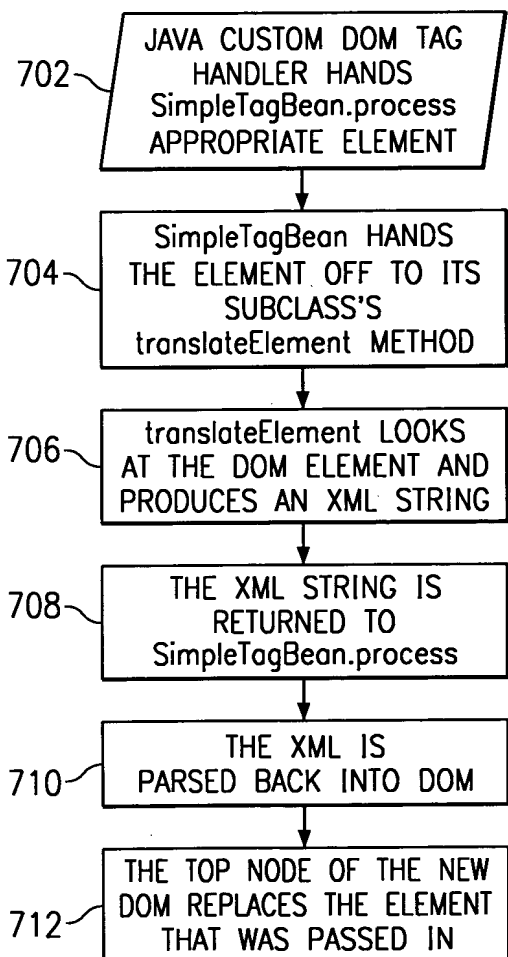 702
JAVA CUSTOM DOM TAG
HANDLER HANDS
SimpleTagBean.process
APPROPRIATE ELEMENT
704
SimpleTagBean HANDS
THE ELEMENT OFF TO ITS
SUBCLASS'S
translateElement METHOD
706
translateElement LOOKS
AT THE DOM ELEMENT AND
PRODUCES AN XML STRING
708
THE XML STRING IS
RETURNED TO
SimpleTagBean.process
710
THE XML IS
PARSED BACK INTO DOM
712
THE TOP NODE OF THE NEW
DOM REPLACES THE ELEMENT
THAT WAS PASSED IN